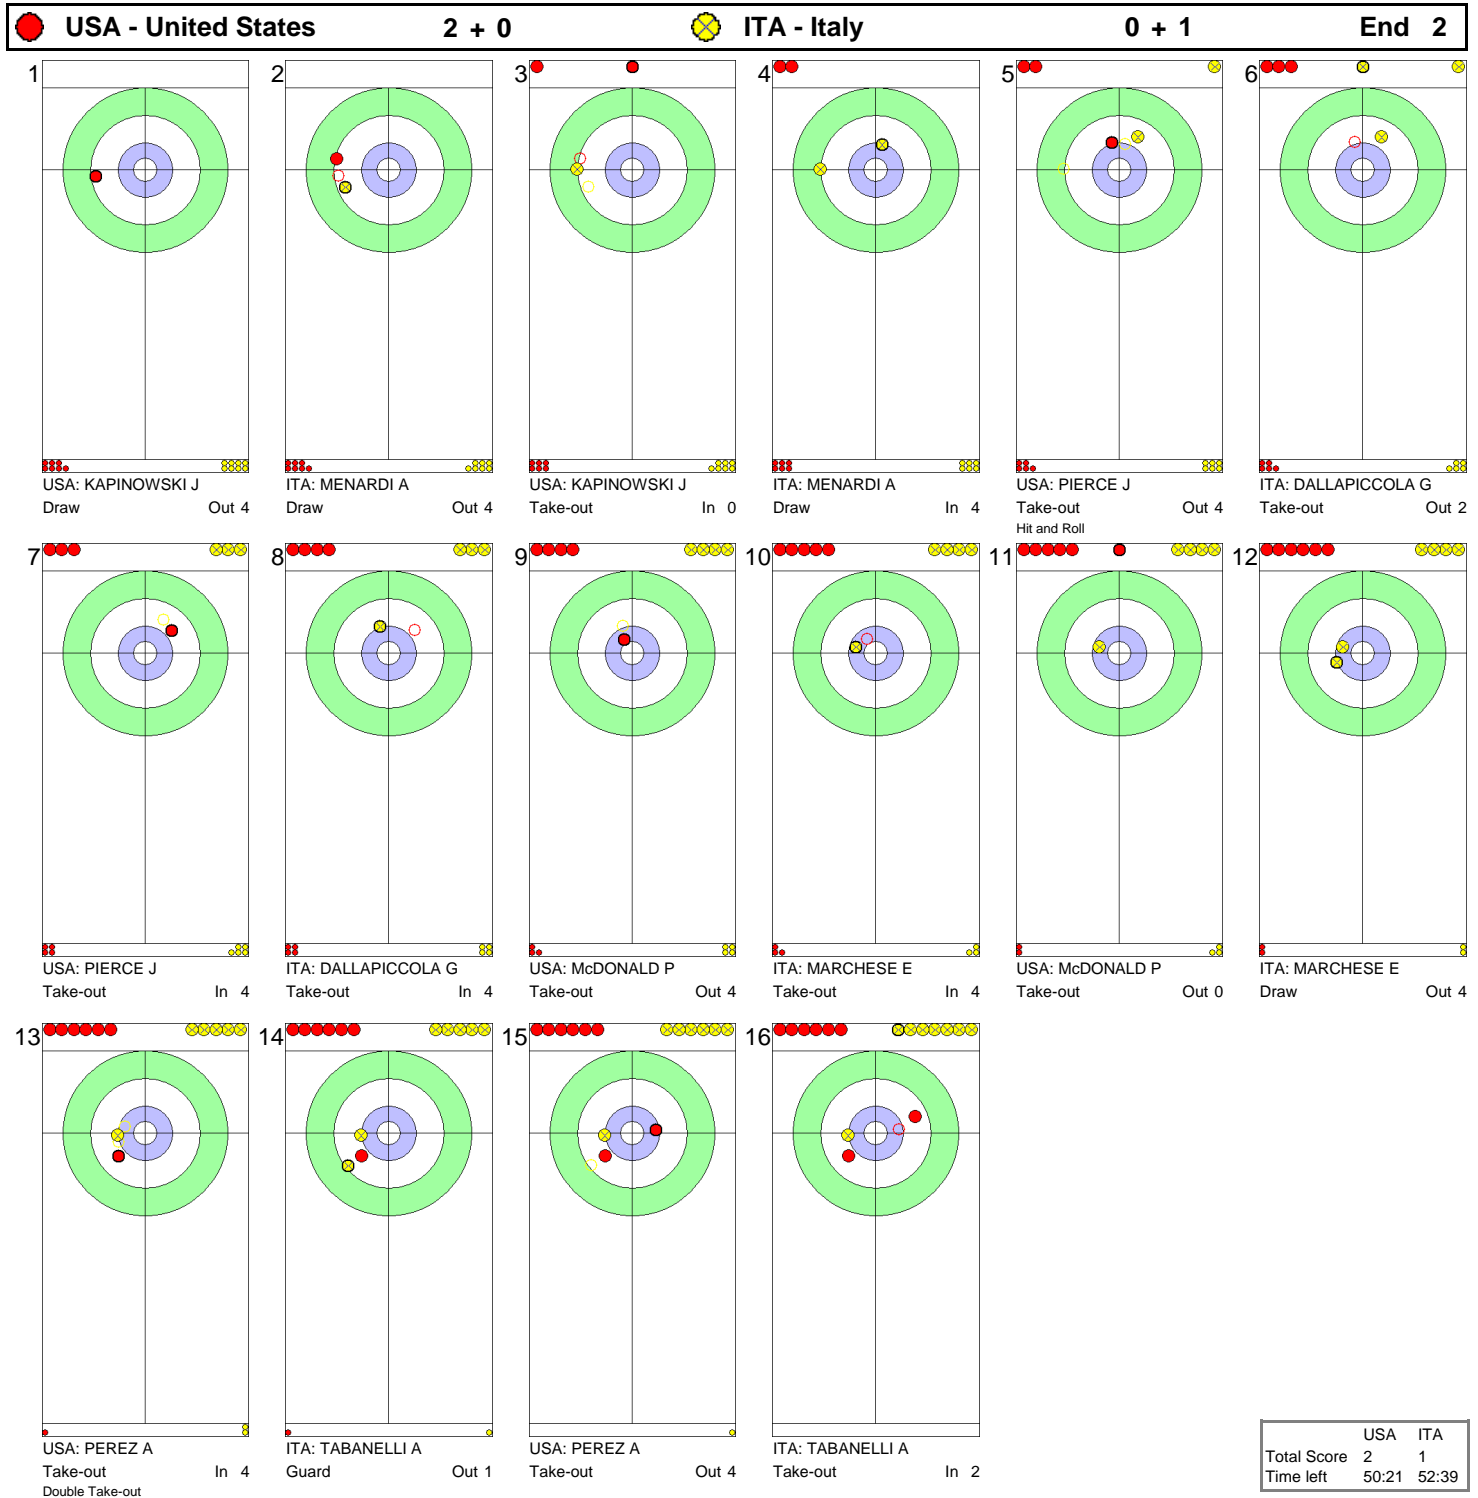 USA - United States 2 + 0 ITA - Italy 0 + 1 End 2
1 2 3 4 5 6
USA: KAPINOWSKI J ITA: MENARDI A USA: KAPINOWSKI J ITA: MENARDI A USA: PIERCE J ITA: DALLAPICCOLA G
Draw Out 4 Draw Out 4 Take-out In 0 Draw In 4 Take-out Out 4 Take-out Out 2
Hit and Roll
7 8 9 10 11 12
USA: PIERCE J ITA: DALLAPICCOLA G USA: McDONALD P ITA: MARCHESE E USA: McDONALD P ITA: MARCHESE E
Take-out In 4 Take-out In 4 Take-out Out 4 Take-out In 4 Take-out Out 0 Draw Out 4
13 14 15 16
USA: PEREZ A ITA: TABANELLI A USA: PEREZ A ITA: TABANELLI A
Take-out In 4 Guard Out 1 Take-out Out 4 Take-out In 2
Double Take-out
USA ITA
Total Score 2 1
Time left 50:21 52:39